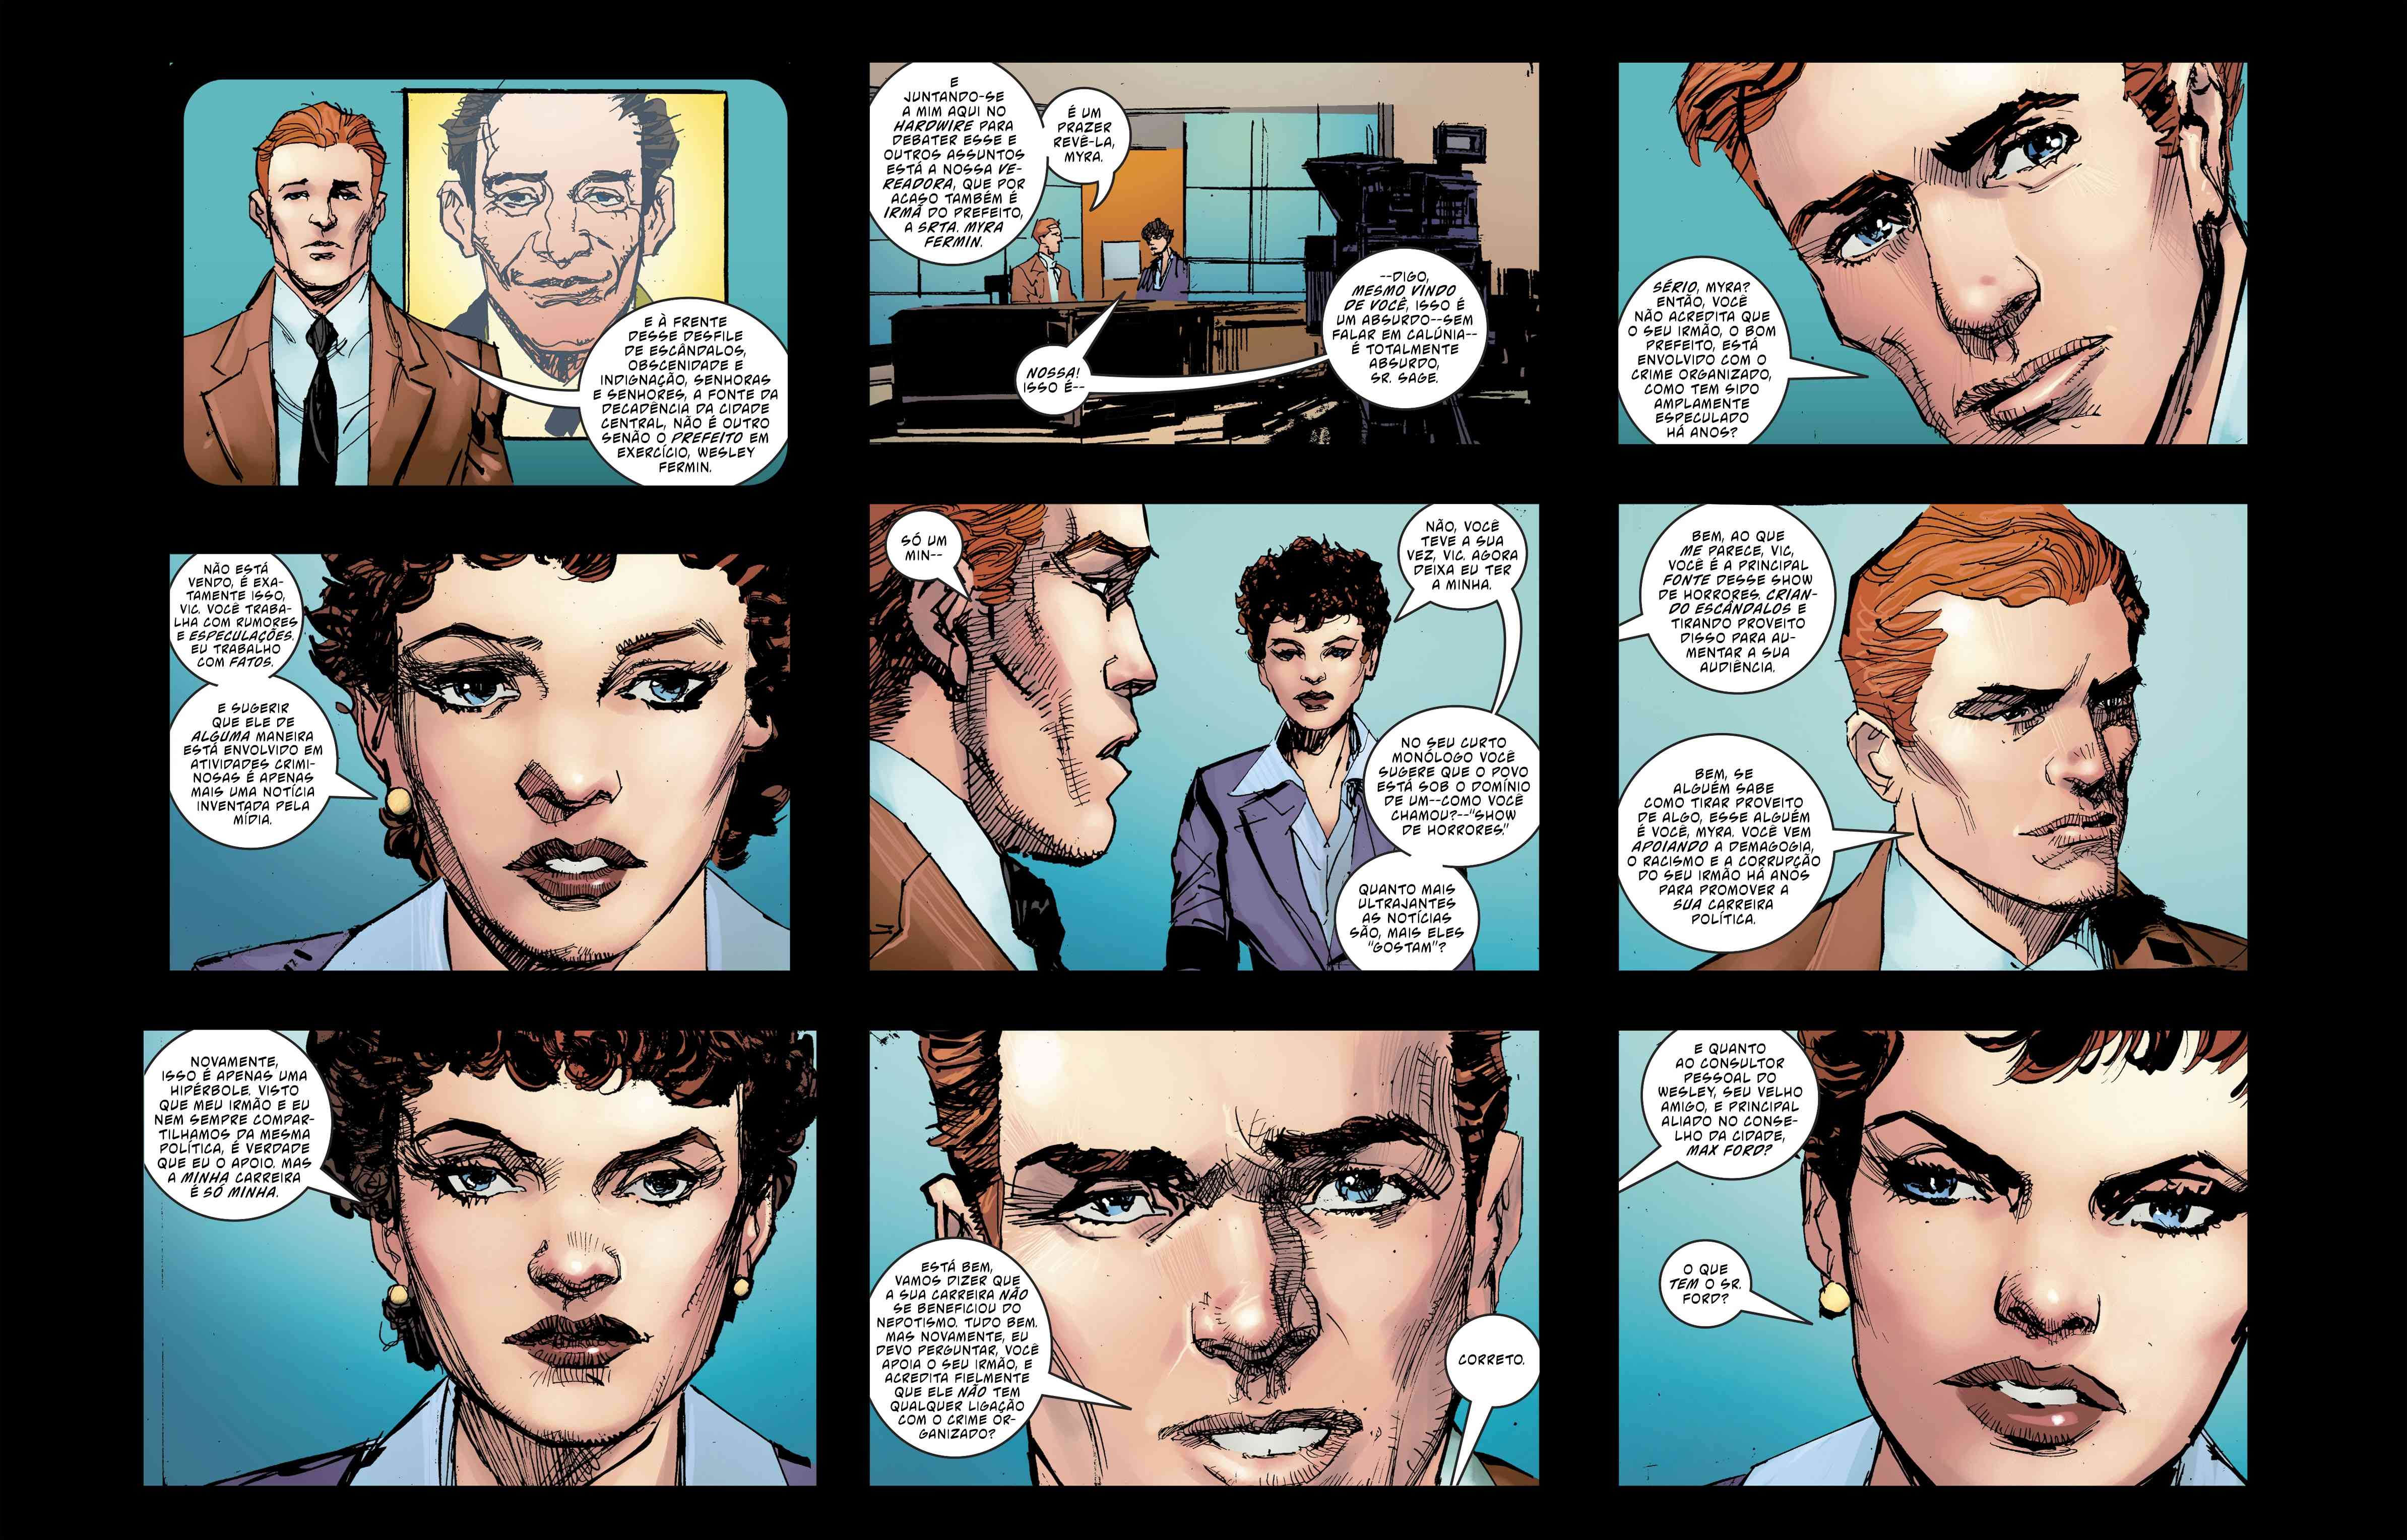 E À FRENTE
DESSE DESFILE
DE ESCÂNDALOS,
OBSCENIDADE E
INDIGNAÇÃO, SENHORAS
E SENHORES, A FONTE DA
DECADÊNCIA DA CIDADE
CENTRAL, NÃO É OUTRO
SENÃO O PREFEITO EM
EXERCÍCIO, WESLEY
FERMIN.
E
JUNTANDO-SE
A MIM AQUI NO
HARDWIRE PARA
DEBATER ESSE E
OUTROS ASSUNTOS
ESTÁ A NOSSA VE-
READORA, QUE POR
ACASO TAMBÉM É
IRMÃ DO PREFEITO,
A SRTA. MYRA
FERMIN.
É UM
PRAZER
REVÊ-LA,
MYRA.
NOSSA!
ISSO É--
--DIGO,
MESMO VINDO
DE VOCÊ, ISSO É
UM ABSURDO--SEM
FALAR EM CALÚNIA--
É TOTALMENTE
ABSURDO,
SR. SAGE.
SÉRIO, MYRA?
ENTÃO, VOCÊ
NÃO ACREDITA QUE
O SEU IRMÃO, O BOM
PREFEITO, ESTÁ
ENVOLVIDO COM O
CRIME ORGANIZADO,
COMO TEM SIDO
AMPLAMENTE
ESPECULADO
HÁ ANOS?
NÃO ESTÁ
VENDO, É EXA-
TAMENTE ISSO,
VIC. VOCÊ TRABA-
LHA COM RUMORES
E ESPECULAÇÕES.
EU TRABALHO
COM FATOS.
E SUGERIR
QUE ELE DE
ALGUMA MANEIRA
ESTÁ ENVOLVIDO EM
ATIVIDADES CRIMI-
NOSAS É APENAS
MAIS UMA NOTÍCIA
INVENTADA PELA
MÍDIA.
SÓ UM
MIN--
NÃO, VOCÊ
TEVE A SUA
VEZ, VIC. AGORA
DEIXA EU TER
A MINHA.
NO SEU CURTO
MONÓLOGO VOCÊ
SUGERE QUE O POVO
ESTÁ SOB O DOMÍNIO
DE UM--COMO VOCÊ
CHAMOU?--"SHOW
DE HORRORES."
QUANTO MAIS
ULTRAJANTES
AS NOTÍCIAS
SÃO, MAIS ELES
"GOSTAM"?
BEM, AO QUE
ME PARECE, VIC,
VOCÊ É A PRINCIPAL
FONTE DESSE SHOW
DE HORRORES. CRIAN-
DO ESCÂNDALOS E
TIRANDO PROVEITO
DISSO PARA AU-
MENTAR A SUA
AUDIÊNCIA.
BEM, SE
ALGUÉM SABE
COMO TIRAR PROVEITO
DE ALGO, ESSE ALGUÉM
É VOCÊ, MYRA. VOCÊ VEM
APOIANDO A DEMAGOGIA,
O RACISMO E A CORRUPÇÃO
DO SEU IRMÃO HÁ ANOS
PARA PROMOVER A
SUA CARREIRA
POLÍTICA.
NOVAMENTE,
ISSO É APENAS UMA
HIPÉRBOLE. VISTO
QUE MEU IRMÃO E EU
NEM SEMPRE COMPAR-
TILHAMOS DA MESMA
POLÍTICA, É VERDADE
QUE EU O APOIO. MAS
A MINHA CARREIRA
É SÓ MINHA.
ESTÁ BEM,
VAMOS DIZER QUE
A SUA CARREIRA NÃO
SE BENEFICIOU DO
NEPOTISMO. TUDO BEM.
MAS NOVAMENTE, EU
DEVO PERGUNTAR, VOCÊ
APOIA O SEU IRMÃO, E
ACREDITA FIELMENTE
QUE ELE NÃO TEM
QUALQUER LIGAÇÃO
COM O CRIME OR-
GANIZADO?
CORRETO.
E QUANTO
AO CONSULTOR
PESSOAL DO
WESLEY, SEU VELHO
AMIGO, E PRINCIPAL
ALIADO NO CONSE-
LHO DA CIDADE,
MAX FORD?
O QUE
TEM O SR.
FORD?